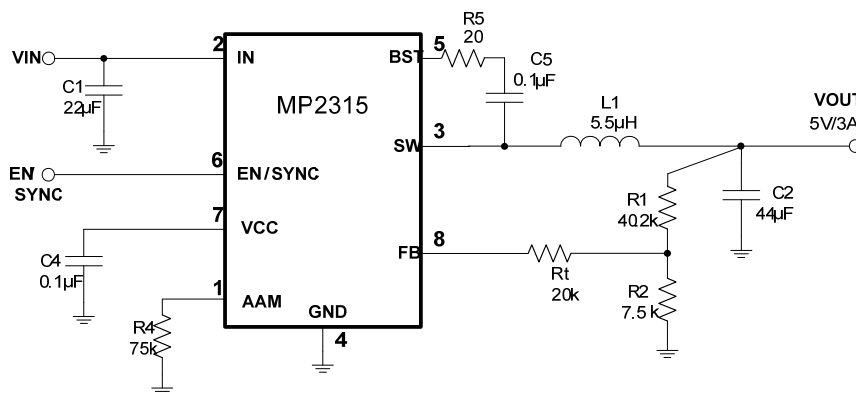 VIN
C1
22µF
2
IN
MP2315
BST
5
R5
20
C5
0.1µF
L1
5.5µH
VOUT
5V/3A
SW
3
EN
SYNC
6
EN/SYNC
7
VCC
C4
0.1µF
1
AAM
R4
75k
GND
4
FB
8
Rt
20k
R1
40.2k
C2
44µF
R2
7.5k